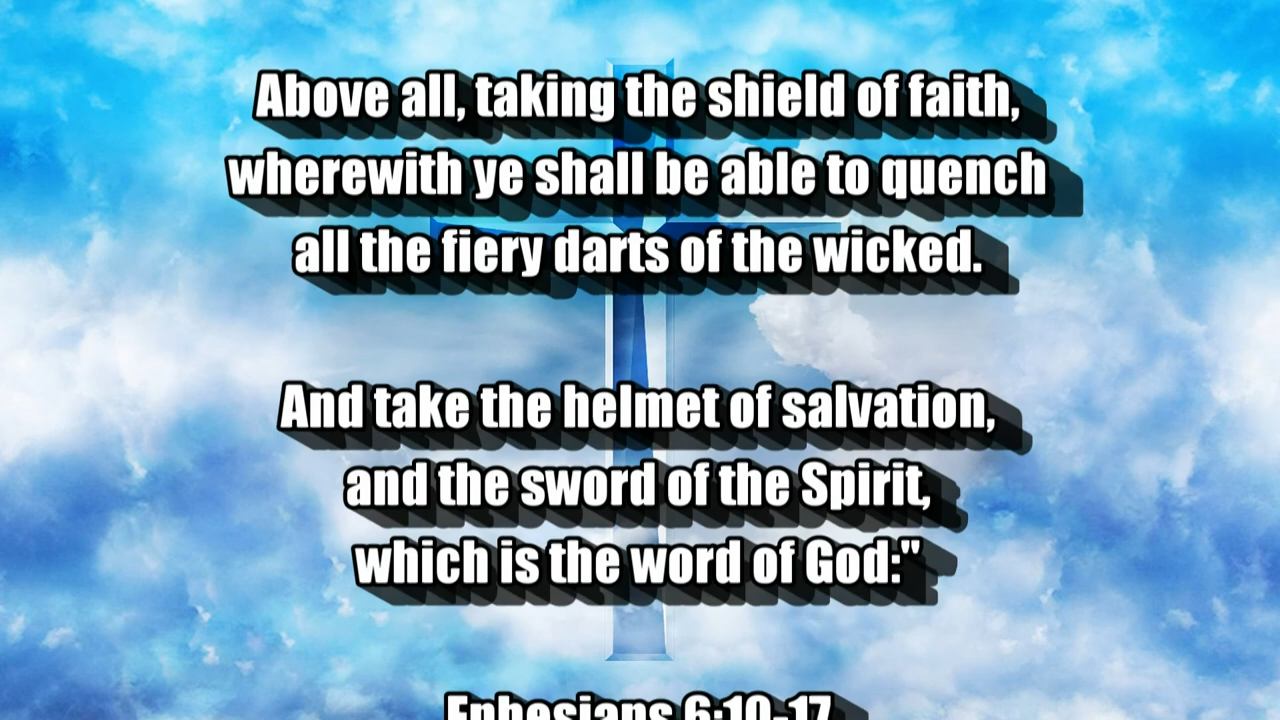 Above all, taking the shield of faith,
wherewith ye shall be able to quench
all the fiery darts of the wicked.
And take the helmet of salvation,
and the sword of the Spirit,
which is the word of God:"
Ephesians 6:10-17